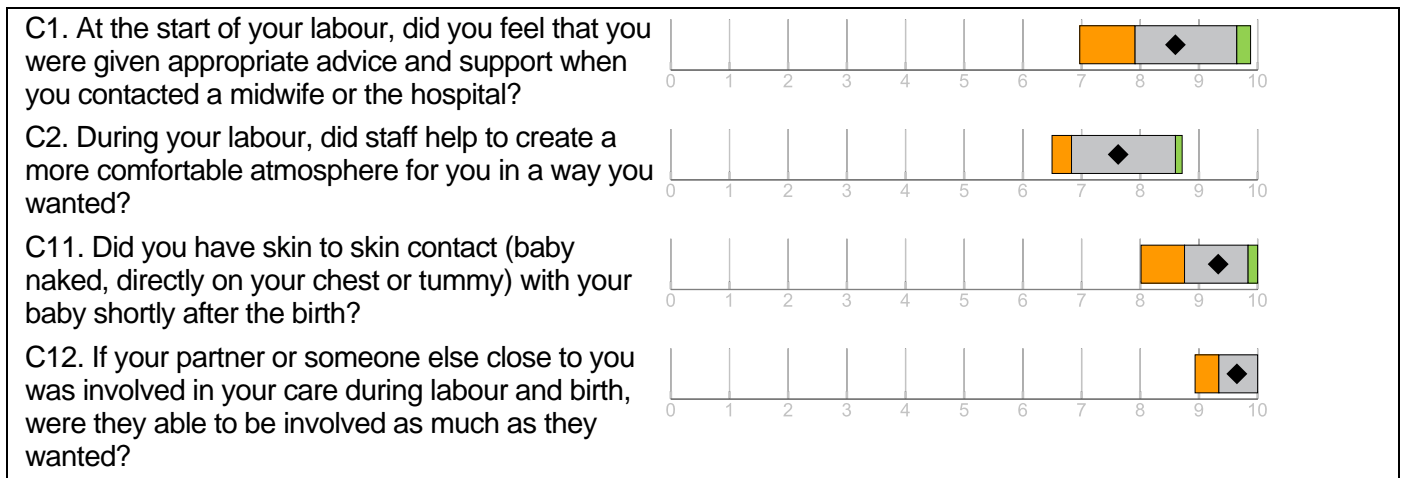 C1. At the start of your labour, did you feel that you
were given appropriate advice and support when
you contacted a midwife or the hospital?
0 1 2 3 4 5 6 7 8 9 10
C2. During your labour, did staff help to create a
more comfortable atmosphere for you in a way you
wanted?
0 1 2 3 4 5 6 7 8 9 10
C11. Did you have skin to skin contact (baby
naked, directly on your chest or tummy) with your
baby shortly after the birth?
0 1 2 3 4 5 6 7 8 9 10
C12. If your partner or someone else close to you
was involved in your care during labour and birth,
were they able to be involved as much as they
wanted?
0 1 2 3 4 5 6 7 8 9 10